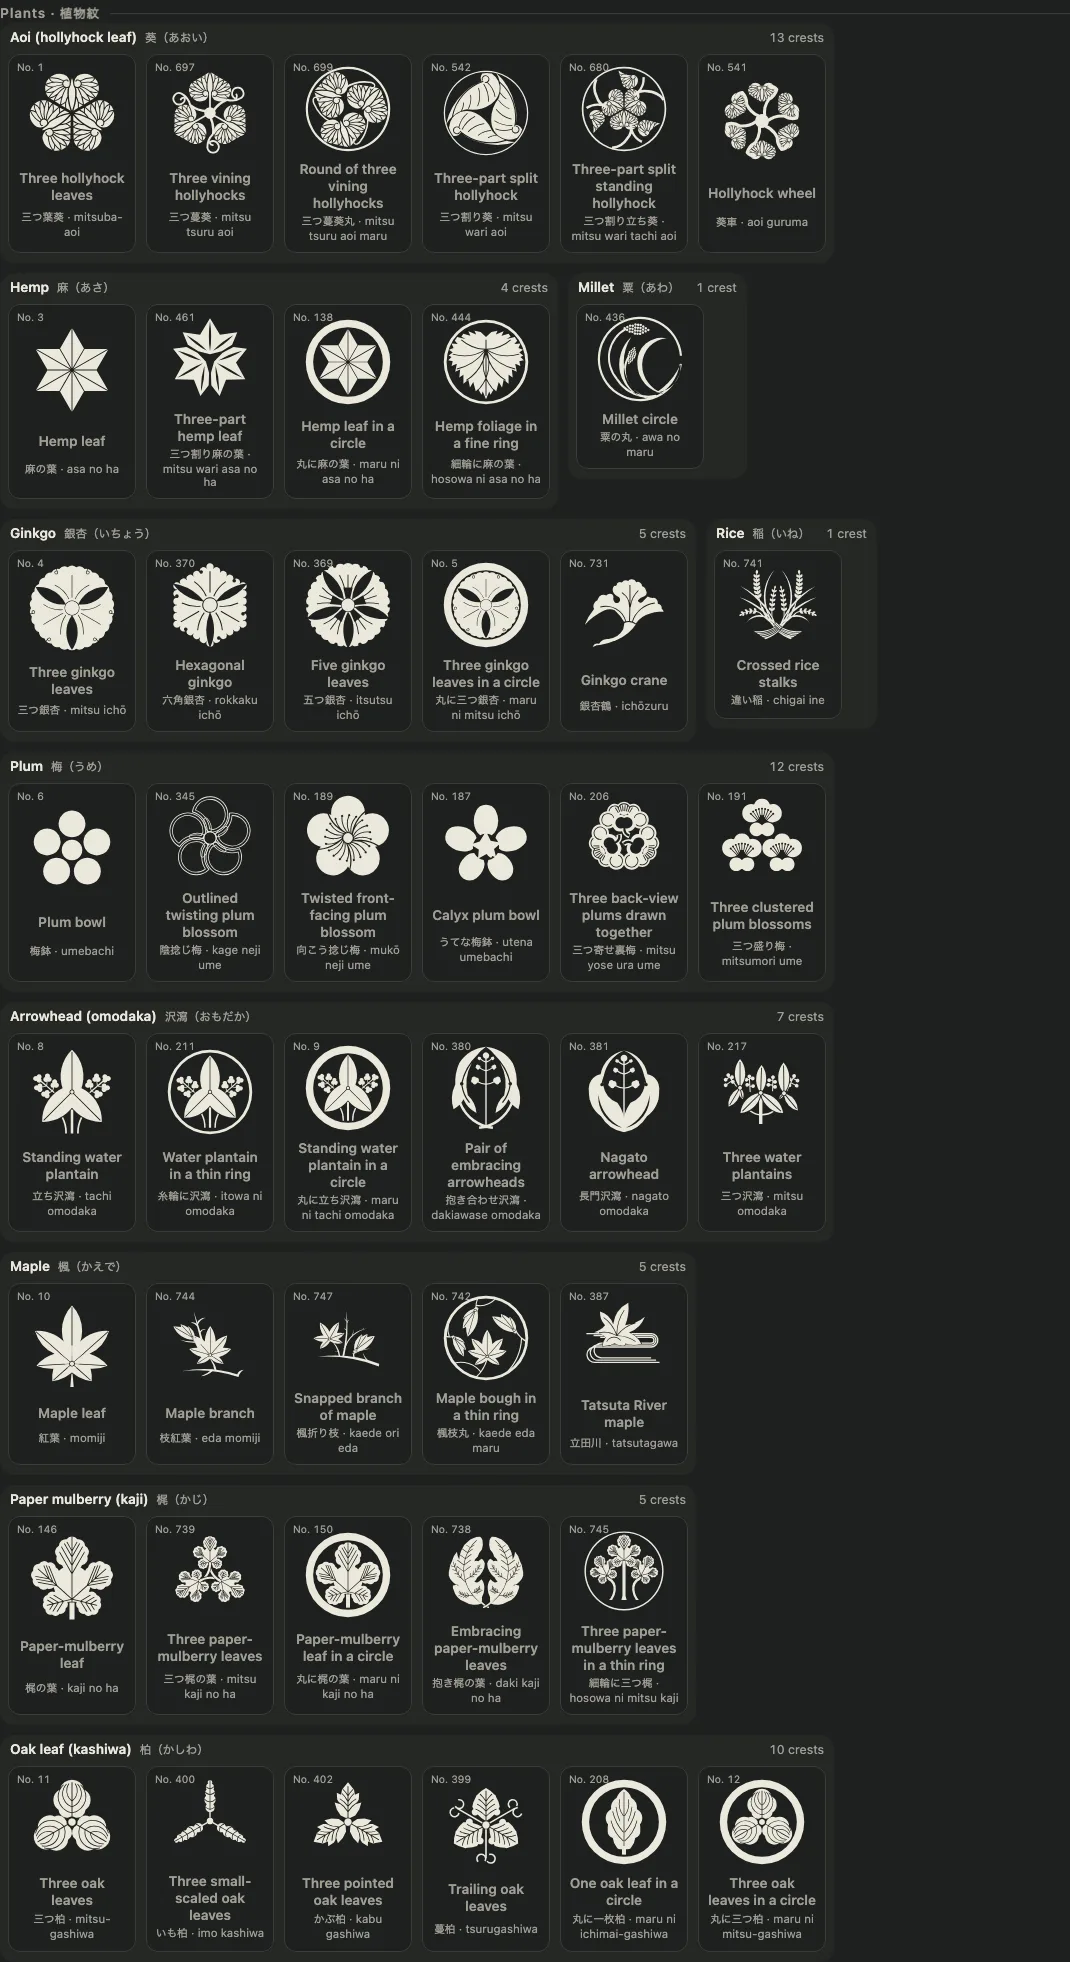 Plants · 植物紋
Aoi (hollyhock leaf) 葵（あおい） 13 crests
No. 1
Three hollyhock
leaves
三つ葉葵 · mitsuba-
aoi
No. 697
Three vining
hollyhocks
三つ蔓葵 · mitsu
tsuru aoi
No. 699
Round of three
vining
hollyhocks
三つ蔓葵丸 · mitsu
tsuru aoi maru
No. 542
Three-part split
hollyhock
三つ割り葵 · mitsu
wari aoi
No. 680
Three-part split
standing
hollyhock
三つ割り立ち葵 ·
mitsu wari tachi aoi
No. 541
Hollyhock wheel
葵車 · aoi guruma
Hemp 麻（あさ） 4 crests
No. 3
Hemp leaf
麻の葉 · asa no ha
No. 461
Three-part
hemp leaf
三つ割り麻の葉 ·
mitsu wari asa no
ha
No. 138
Hemp leaf in a
circle
丸に麻の葉 · maru ni
asa no ha
No. 444
Hemp foliage in
a fine ring
細輪に麻の葉 ·
hosowa ni asa no ha
Millet 粟（あわ） 1 crest
No. 436
Millet circle
粟の丸 · awa no
maru
Ginkgo 銀杏（いちょう） 5 crests
No. 4
Three ginkgo
leaves
三つ銀杏 · mitsu ichō
No. 370
Hexagonal
ginkgo
六角銀杏 · rokkaku
ichō
No. 369
Five ginkgo
leaves
五つ銀杏 · itsutsu
ichō
No. 5
Three ginkgo
leaves in a circle
丸に三つ銀杏 · maru
ni mitsu ichō
No. 731
Ginkgo crane
銀杏鶴 · ichōzuru
Rice 稲（いね） 1 crest
No. 741
Crossed rice
stalks
違い稲 · chigai ine
Plum 梅（うめ） 12 crests
No. 6
Plum bowl
梅鉢 · umebachi
No. 345
Outlined
twisting plum
blossom
陰捻じ梅 · kage neji
ume
No. 189
Twisted front-
facing plum
blossom
向こう捻じ梅 · mukō
neji ume
No. 187
Calyx plum bowl
うてな梅鉢 · utena
umebachi
No. 206
Three back-view
plums drawn
together
三つ寄せ裏梅 · mitsu
yose ura ume
No. 191
Three clustered
plum blossoms
三つ盛り梅 ·
mitsumori ume
Arrowhead (omodaka) 沢瀉（おもだか） 7 crests
No. 8
Standing water
plantain
立ち沢瀉 · tachi
omodaka
No. 211
Water plantain
in a thin ring
糸輪に沢瀉 · itowa ni
omodaka
No. 9
Standing water
plantain in a
circle
丸に立ち沢瀉 · maru
ni tachi omodaka
No. 380
Pair of
embracing
arrowheads
抱き合わせ沢瀉 ·
dakiawase omodaka
No. 381
Nagato
arrowhead
長門沢瀉 · nagato
omodaka
No. 217
Three water
plantains
三つ沢瀉 · mitsu
omodaka
Maple 楓（かえで） 5 crests
No. 10
Maple leaf
紅葉 · momiji
No. 744
Maple branch
枝紅葉 · eda momiji
No. 747
Snapped branch
of maple
楓折り枝 · kaede ori
eda
No. 742
Maple bough in
a thin ring
楓枝丸 · kaede eda
maru
No. 387
Tatsuta River
maple
立田川 · tatsutagawa
Paper mulberry (kaji) 梶（かじ） 5 crests
No. 146
Paper-mulberry
leaf
梶の葉 · kaji no ha
No. 739
Three paper-
mulberry leaves
三つ梶の葉 · mitsu
kaji no ha
No. 150
Paper-mulberry
leaf in a circle
丸に梶の葉 · maru ni
kaji no ha
No. 738
Embracing
paper-mulberry
leaves
抱き梶の葉 · daki kaji
no ha
No. 745
Three paper-
mulberry leaves
in a thin ring
細輪に三つ梶 ·
hosowa ni mitsu kaji
Oak leaf (kashiwa) 柏（かしわ） 10 crests
No. 11
Three oak
leaves
三つ柏 · mitsu-
gashiwa
No. 400
Three small-
scaled oak
leaves
いも柏 · imo kashiwa
No. 402
Three pointed
oak leaves
かぶ柏 · kabu
gashiwa
No. 399
Trailing oak
leaves
蔓柏 · tsurugashiwa
No. 208
One oak leaf in a
circle
丸に一枚柏 · maru ni
ichimai-gashiwa
No. 12
Three oak
leaves in a circle
丸に三つ柏 · maru ni
mitsu-gashiwa